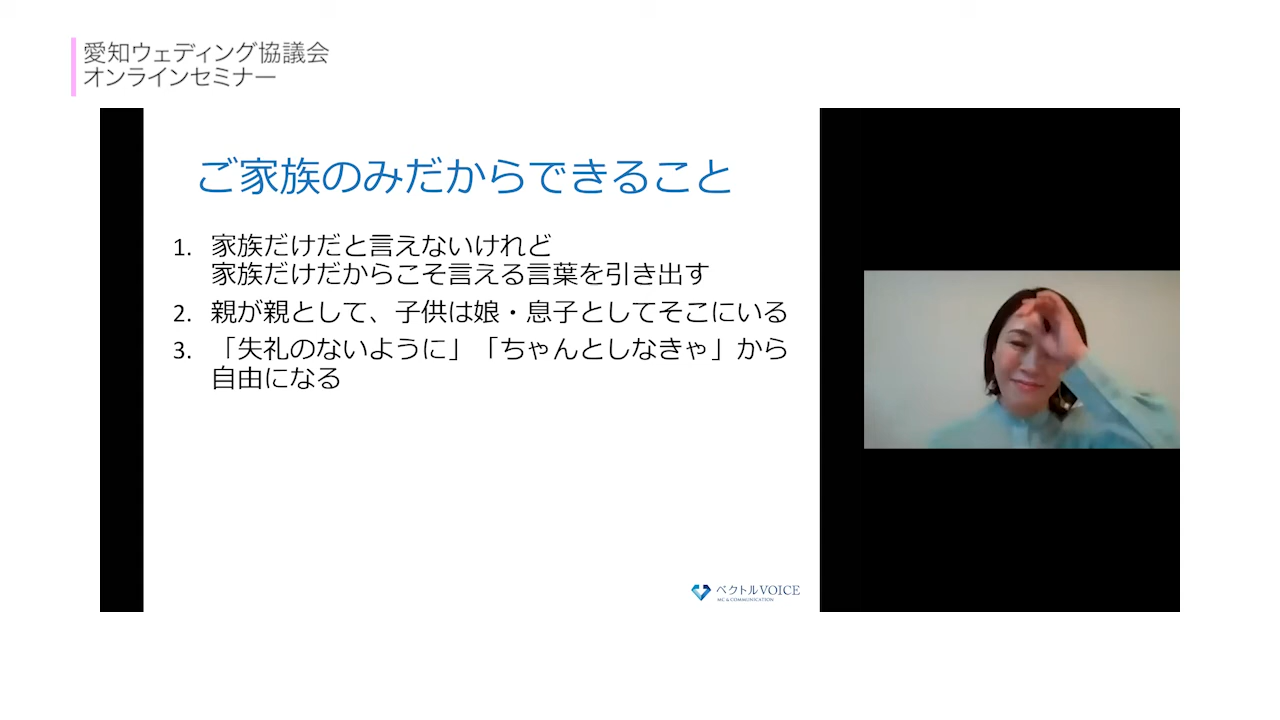 愛知ウェディング協議会
オンラインセミナー
ご家族のみだからできること
1. 家族だけだと言えないけれど
家族だけだからこそ言える言葉を引き出す
2. 親が親として、子供は娘・息子としてそこにいる
3. 「失礼のないように」「ちゃんとしなきゃ」から
自由になる
ベクトルVOICE
MC & COMMUNICATION